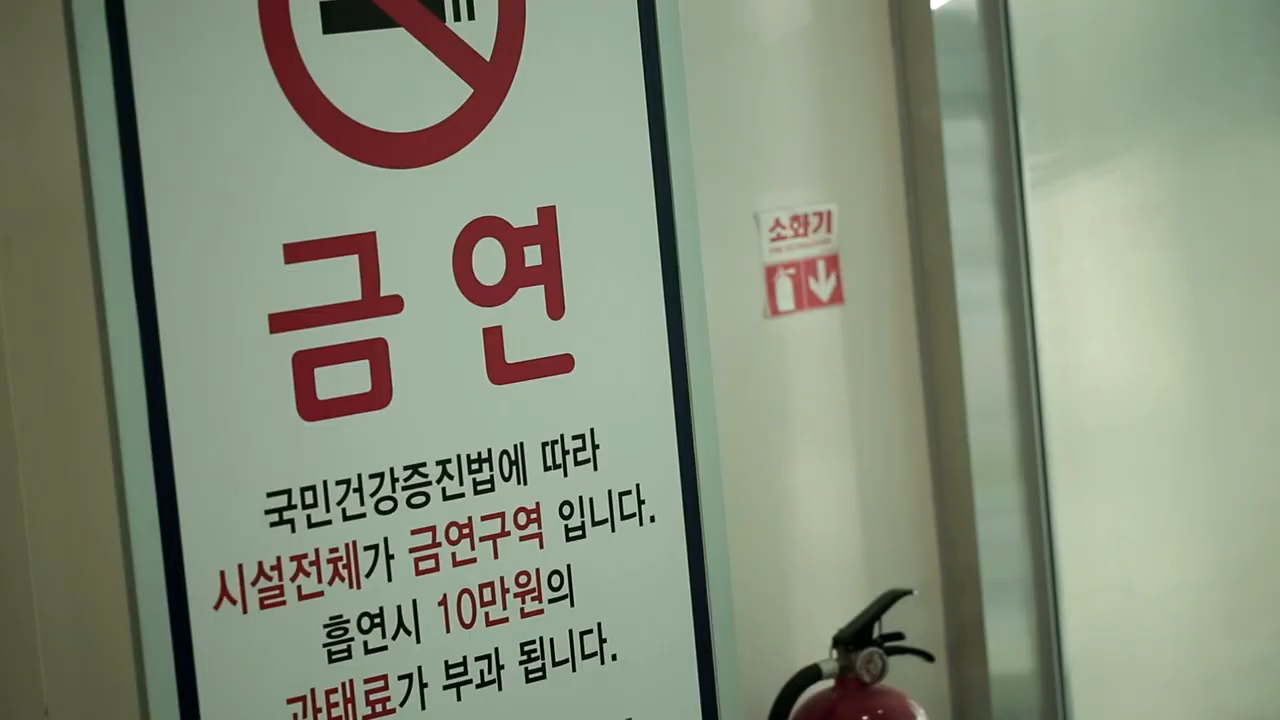 금연
국민건강증진법에 따라
시설전체가 금연구역 입니다.
흡연시 10만원의
과태료가 부과 됩니다.
소화기